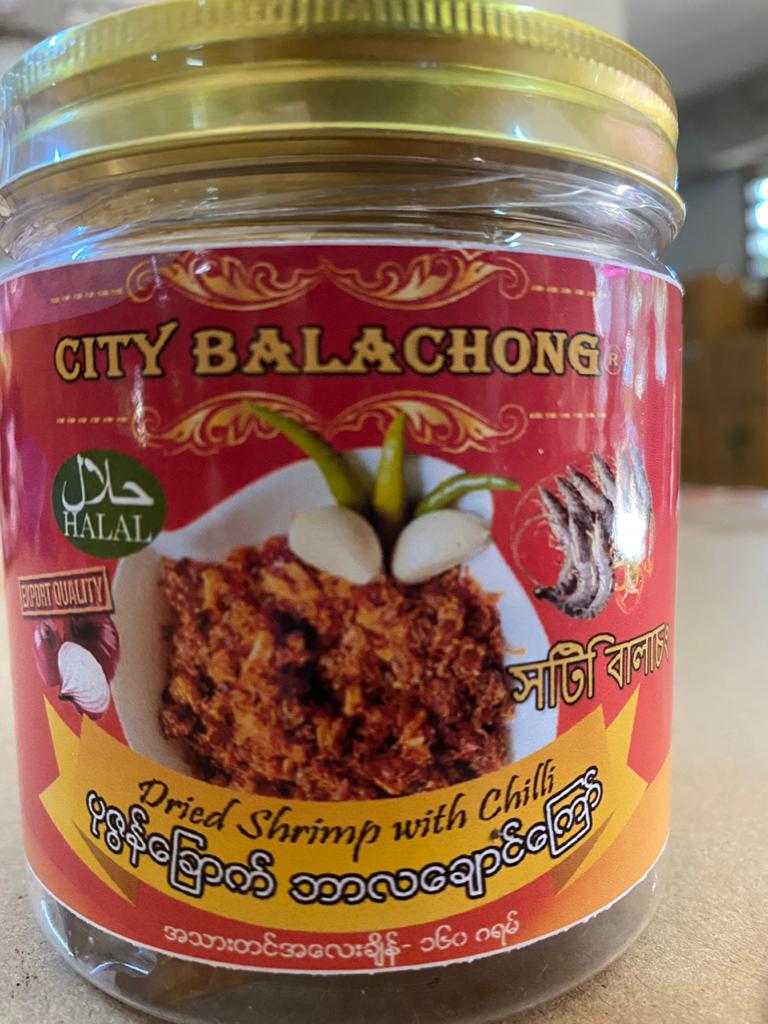 CITY BALACHONG ®
حلال
HALAL
EXPORT QUALITY
সিটি বালাচং
Dried Shrimp with Chilli
ပုဇွန်ခြောက် ဘာလချောင်ကြော်
အသားတင်အလေးချိန်- ၁၆၀ ဂရမ်